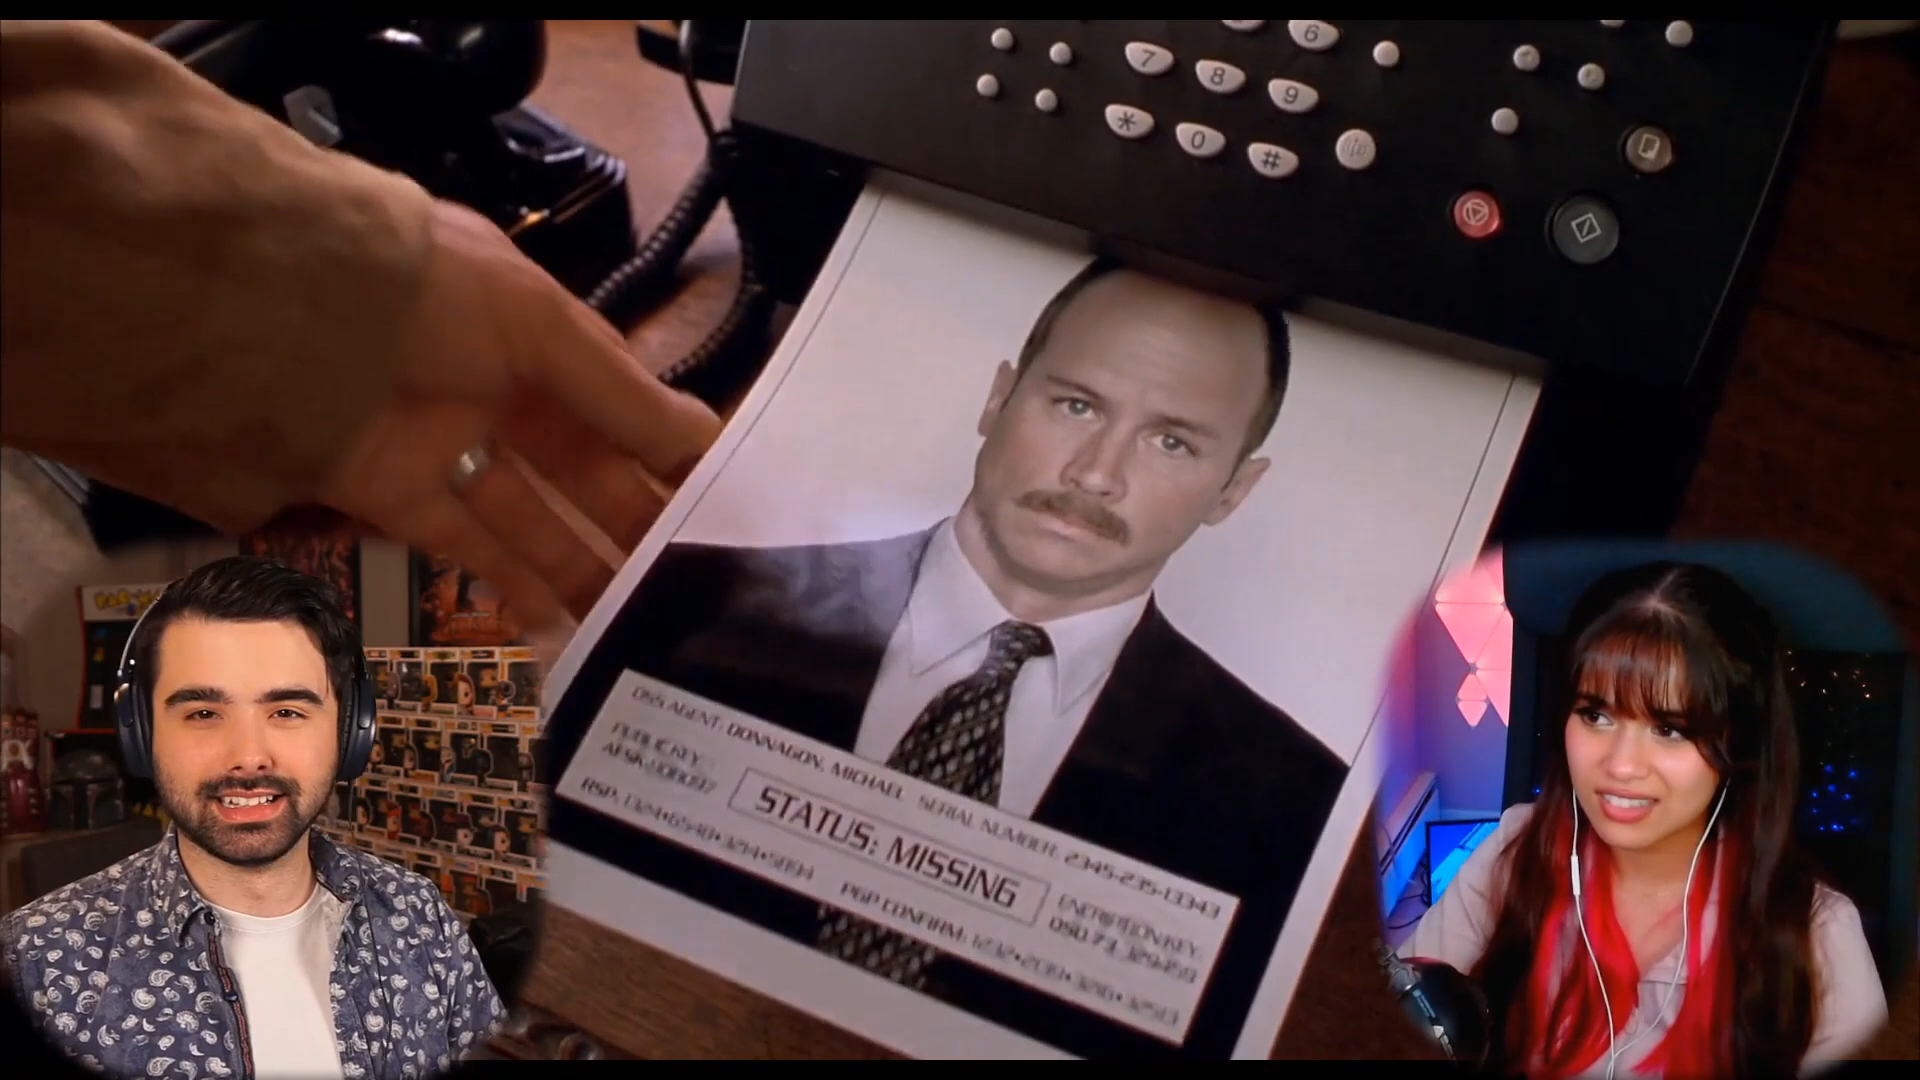 6
7 8 9
* 0 #
OSS AGENT: DONNAGON, MICHAEL SERIAL NUMBER: 2345-235-13343
PUBLIC KEY:
STATUS: MISSING
ENCRIPTION KEY:
PGP CONFIRM: